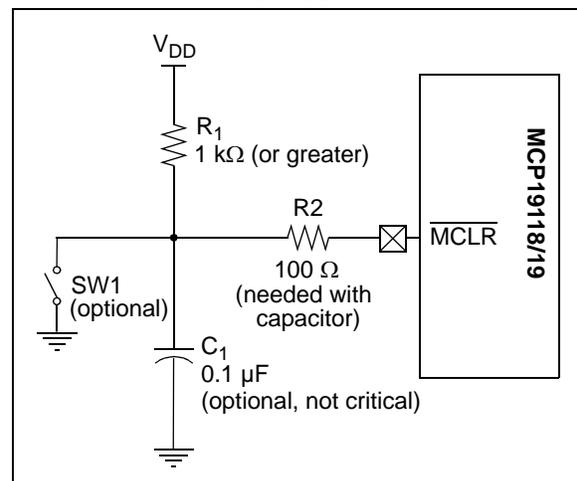 VDD
R1
1 kΩ (or greater)
R2
100 Ω
(needed with
capacitor)
MCLR
MCP19118/19
SW1
(optional)
C1
0.1 µF
(optional, not critical)